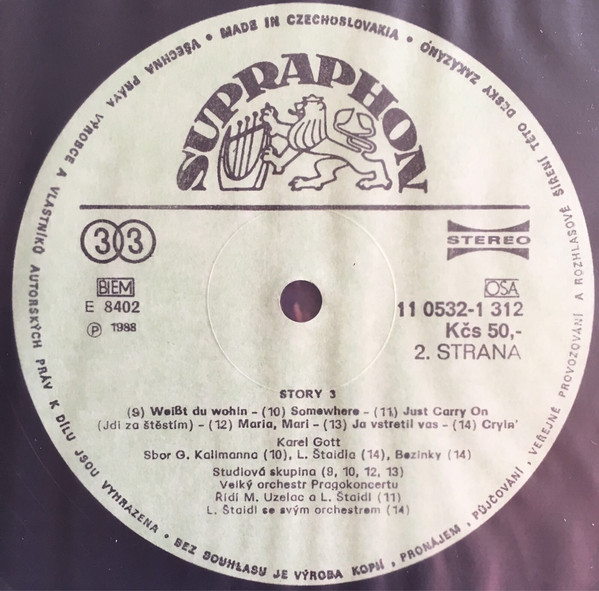 VŠECHNA PRÁVA VÝROBCE A VLASTNÍKŮ AUTORSKÝCH PRÁV K DÍLU JSOU VYHRAZENA • BEZ SOUHLASU JE VÝROBA KOPIÍ, PRONÁJEM, PŮJČOVÁNÍ, VEŘEJNÉ PROVOZOVÁNÍ A ROZHLASOVÉ ŠÍŘENÍ TÉTO DESKY ZAKÁZÁNO • MADE IN CZECHOSLOVAKIA •
SUPRAPHON
33
STEREO
BIEM
OSA
E 8402
11 0532-1 312
Ⓟ 1988
Kčs 50,-
2. STRANA
STORY 3
(9) Weißt du wohin - (10) Somewhere - (11) Just Carry On
(Jdi za štěstím) - (12) Maria, Mari - (13) Ja vstretil vas - (14) Cryin'
Karel Gott
Sbor G. Kalimanna (10), L. Štaidla (14), Bezinky (14)
Studiová skupina (9, 10, 12, 13)
Velký orchestr Pragokoncertu
Řídí M. Uzelac a L. Štaidl (11)
L. Štaidl se svým orchestrem (14)